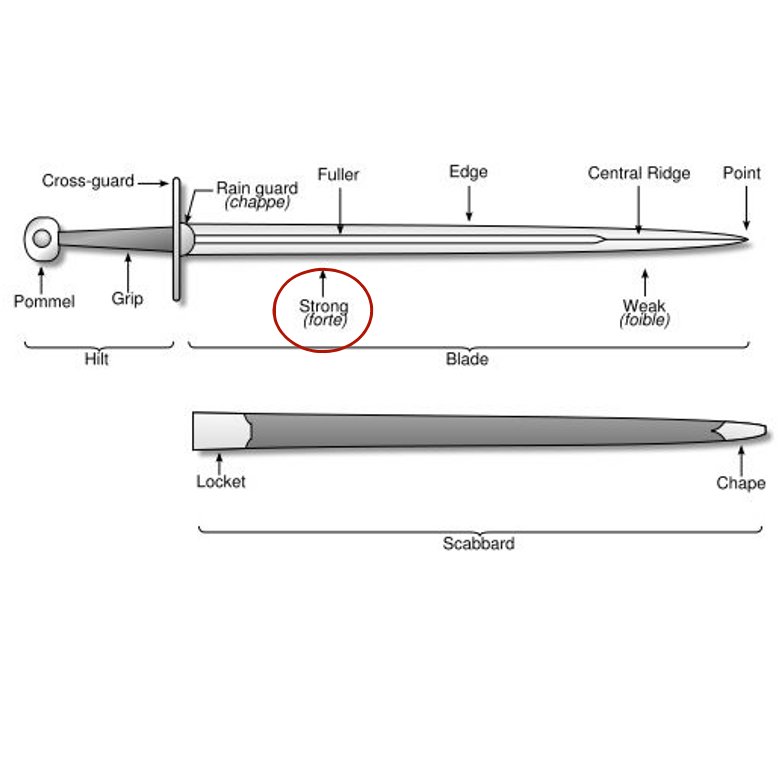 Cross-guard
Rain guard
(chappe)
Fuller
Edge
Central Ridge
Point
Pommel
Grip
Strong
(forte)
Weak
(foible)
Hilt
Blade
Locket
Chape
Scabbard